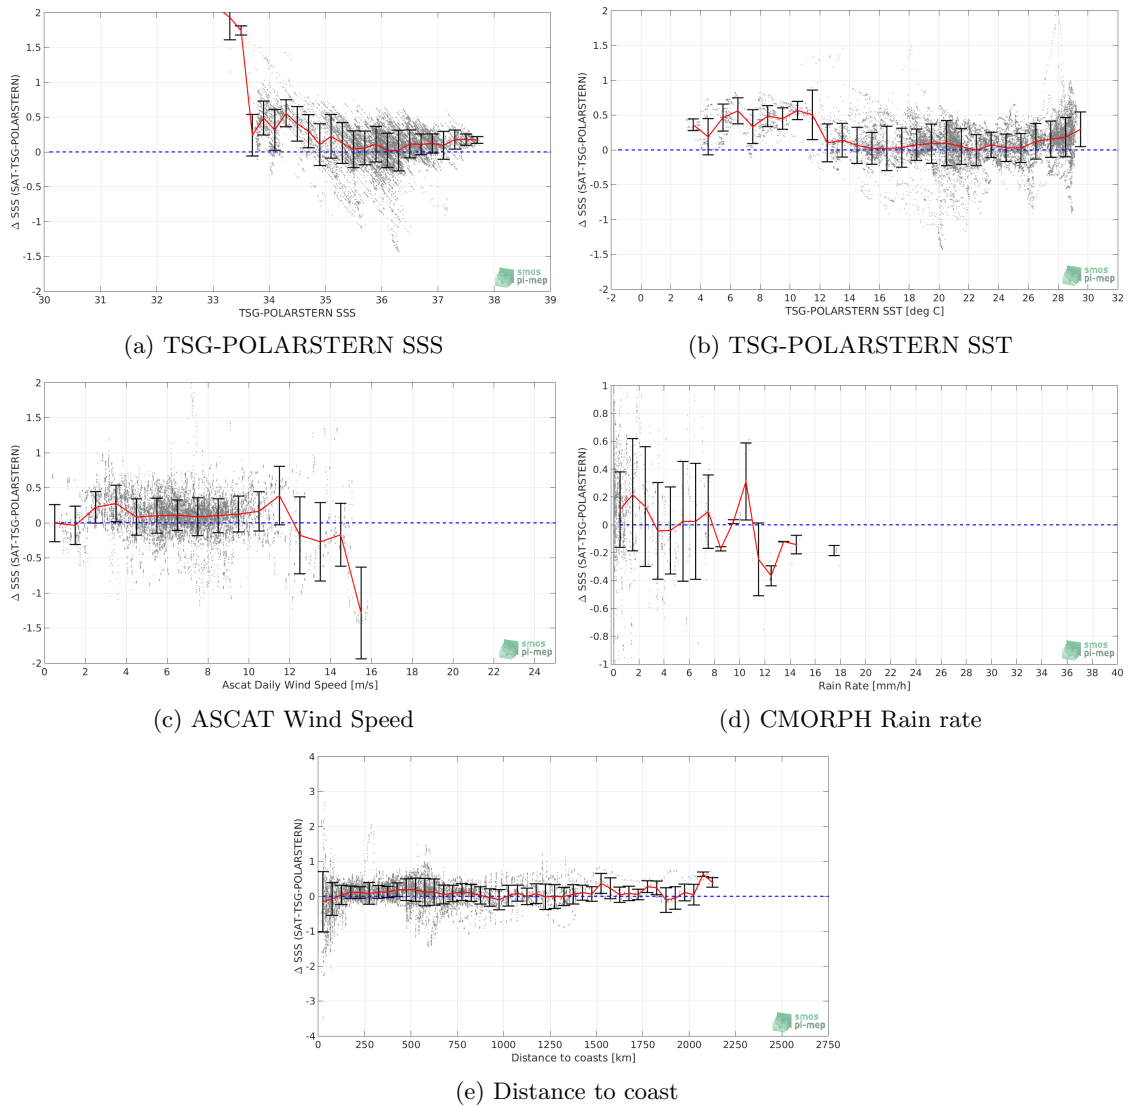 2
1.5
1
0.5
0
-0.5
-1
-1.5
-2
Δ SSS (SAT-TSG-POLARSTERN)
30 31 32 33 34 35 36 37 38 39
TSG-POLARSTERN SSS
smos
pi-mep
(a) TSG-POLARSTERN SSS
2
1.5
1
0.5
0
-0.5
-1
-1.5
-2
Δ SSS (SAT-TSG-POLARSTERN)
-2 0 2 4 6 8 10 12 14 16 18 20 22 24 26 28 30 32
TSG-POLARSTERN SST [deg C]
smos
pi-mep
(b) TSG-POLARSTERN SST
2
1.5
1
0.5
0
-0.5
-1
-1.5
-2
Δ SSS (SAT-TSG-POLARSTERN)
0 2 4 6 8 10 12 14 16 18 20 22 24
Ascat Daily Wind Speed [m/s]
smos
pi-mep
(c) ASCAT Wind Speed
1
0.8
0.6
0.4
0.2
0
-0.2
-0.4
-0.6
-0.8
-1
Δ SSS (SAT-TSG-POLARSTERN)
0 2 4 6 8 10 12 14 16 18 20 22 24 26 28 30 32 34 36 38 40
Rain Rate [mm/h]
smos
pi-mep
(d) CMORPH Rain rate
4
3
2
1
0
-1
-2
-3
-4
Δ SSS (SAT-TSG-POLARSTERN)
0 250 500 750 1000 1250 1500 1750 2000 2250 2500 2750
Distance to coasts [km]
smos
pi-mep
(e) Distance to coast